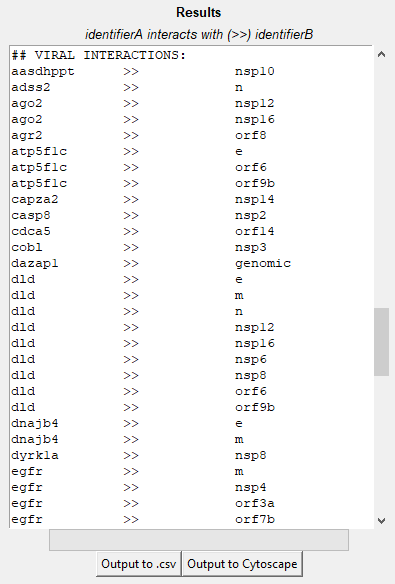 Results
identifierA interacts with (>>) identifierB
## VIRAL INTERACTIONS:
aasdhppt >> nsp10
adss2 >> n
ago2 >> nsp12
ago2 >> nsp16
agr2 >> orf8
atp5f1c >> e
atp5f1c >> orf6
atp5f1c >> orf9b
capza2 >> nsp14
casp8 >> nsp2
cdca5 >> orf14
cobl >> nsp3
dazap1 >> genomic
dld >> e
dld >> m
dld >> n
dld >> nsp12
dld >> nsp16
dld >> nsp6
dld >> nsp8
dld >> orf6
dld >> orf9b
dnajb4 >> e
dnajb4 >> m
dyrk1a >> nsp8
egfr >> m
egfr >> nsp4
egfr >> orf3a
egfr >> orf7b
Output to .csv Output to Cytoscape